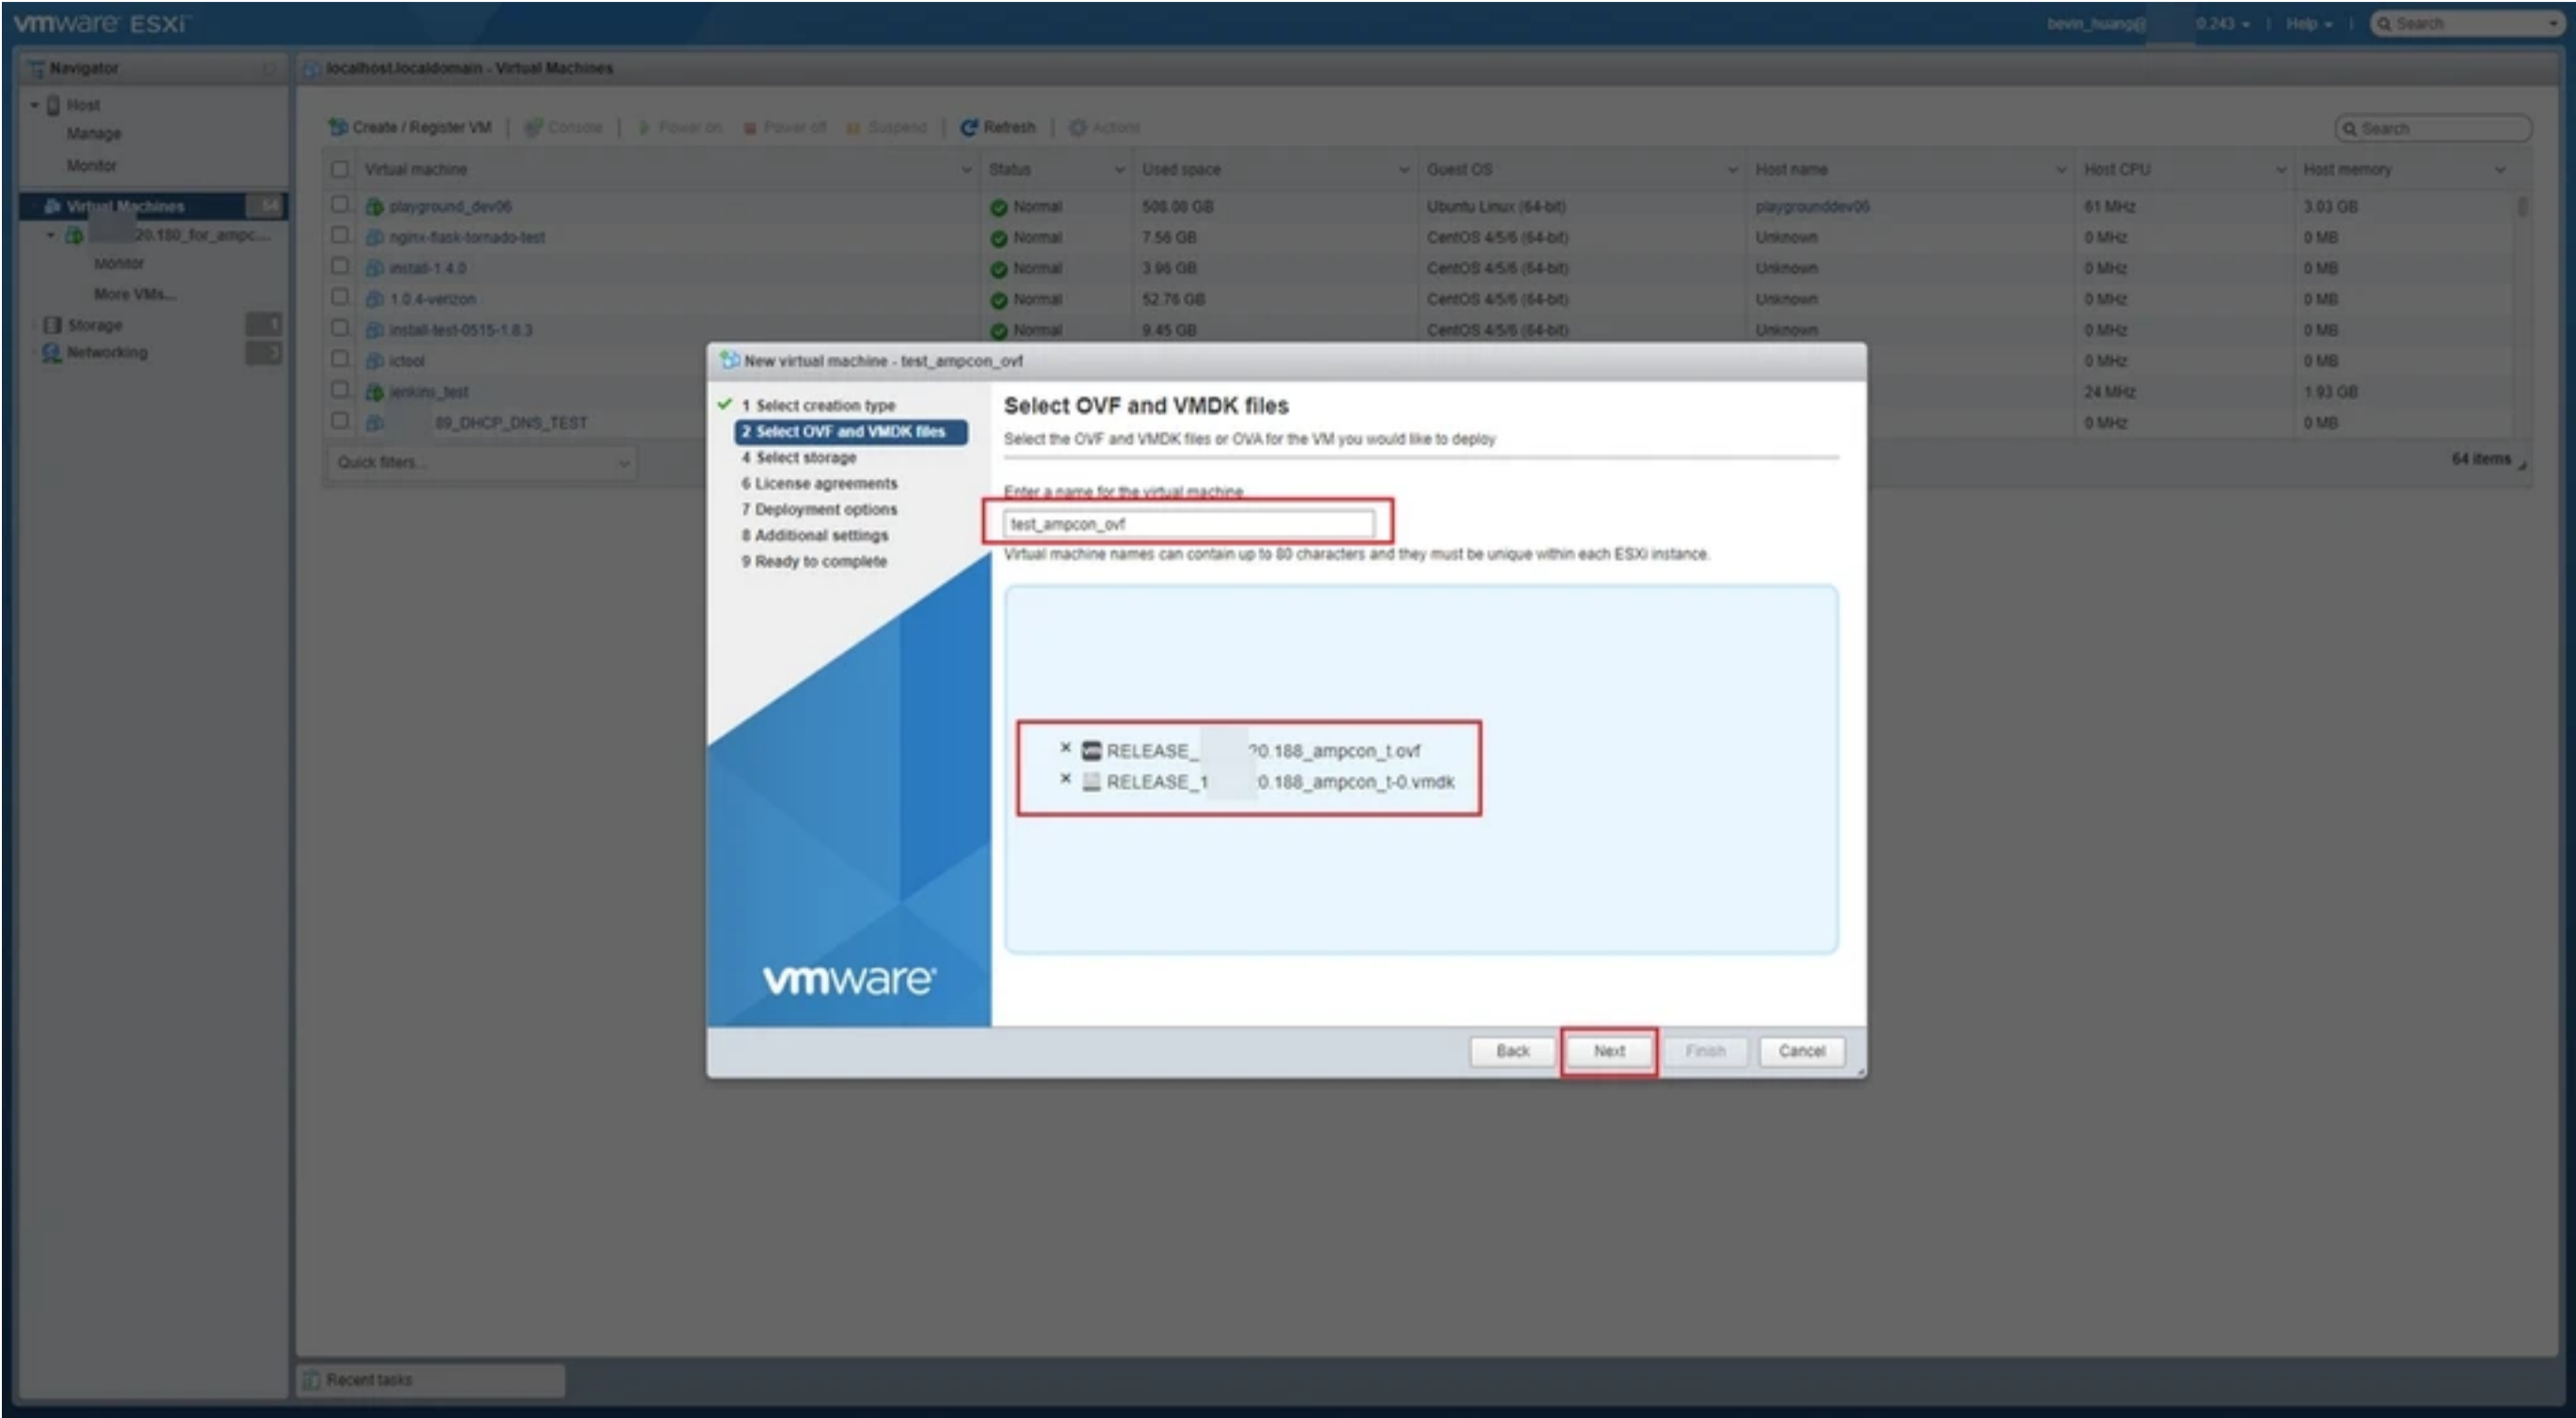 vmware ESXi
bevin_huang@ 0.243 | Help | Search
Navigator
localhost.localdomain - Virtual Machines
Host
Manage
Monitor
Virtual Machines 64
20.180_for_ampc...
Monitor
More VMs...
Storage 1
Networking 3
Create / Register VM | Console | Power on Power off Suspend | Refresh | Actions
Search
Virtual machine Status Used space Guest OS Host name Host CPU Host memory
playground_dev06 Normal 508.08 GB Ubuntu Linux (64-bit) playgrounddev06 61 MHz 3.03 GB
nginx-flask-tornado-test Normal 7.56 GB CentOS 4/5/6 (64-bit) Unknown 0 MHz 0 MB
install-1.4.0 Normal 3.96 GB CentOS 4/5/6 (64-bit) Unknown 0 MHz 0 MB
1.0.4-verizon Normal 52.76 GB CentOS 4/5/6 (64-bit) Unknown 0 MHz 0 MB
install-test-0515-1.8.3 Normal 9.45 GB CentOS 4/5/6 (64-bit) Unknown 0 MHz 0 MB
ictool 0 MHz 0 MB
jenkins_test 24 MHz 1.93 GB
89_DHCP_DNS_TEST 0 MHz 0 MB
Quick filters...
64 items
New virtual machine - test_ampcon_ovf
1 Select creation type
2 Select OVF and VMDK files
4 Select storage
6 License agreements
7 Deployment options
8 Additional settings
9 Ready to complete
vmware
Select OVF and VMDK files
Select the OVF and VMDK files or OVA for the VM you would like to deploy
Enter a name for the virtual machine.
test_ampcon_ovf
Virtual machine names can contain up to 80 characters and they must be unique within each ESXi instance.
RELEASE_ 20.188_ampcon_t.ovf
RELEASE_1 0.188_ampcon_t-0.vmdk
Back Next Finish Cancel
Recent tasks